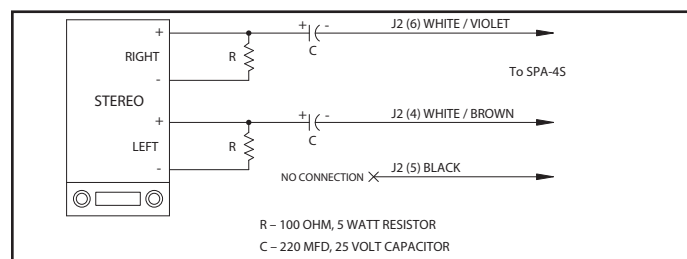 + + - J2 (6) WHITE / VIOLET
RIGHT R C
- To SPA-4S
STEREO
+ + - J2 (4) WHITE / BROWN
LEFT R C
- NO CONNECTION J2 (5) BLACK
R – 100 OHM, 5 WATT RESISTOR
C – 220 MFD, 25 VOLT CAPACITOR